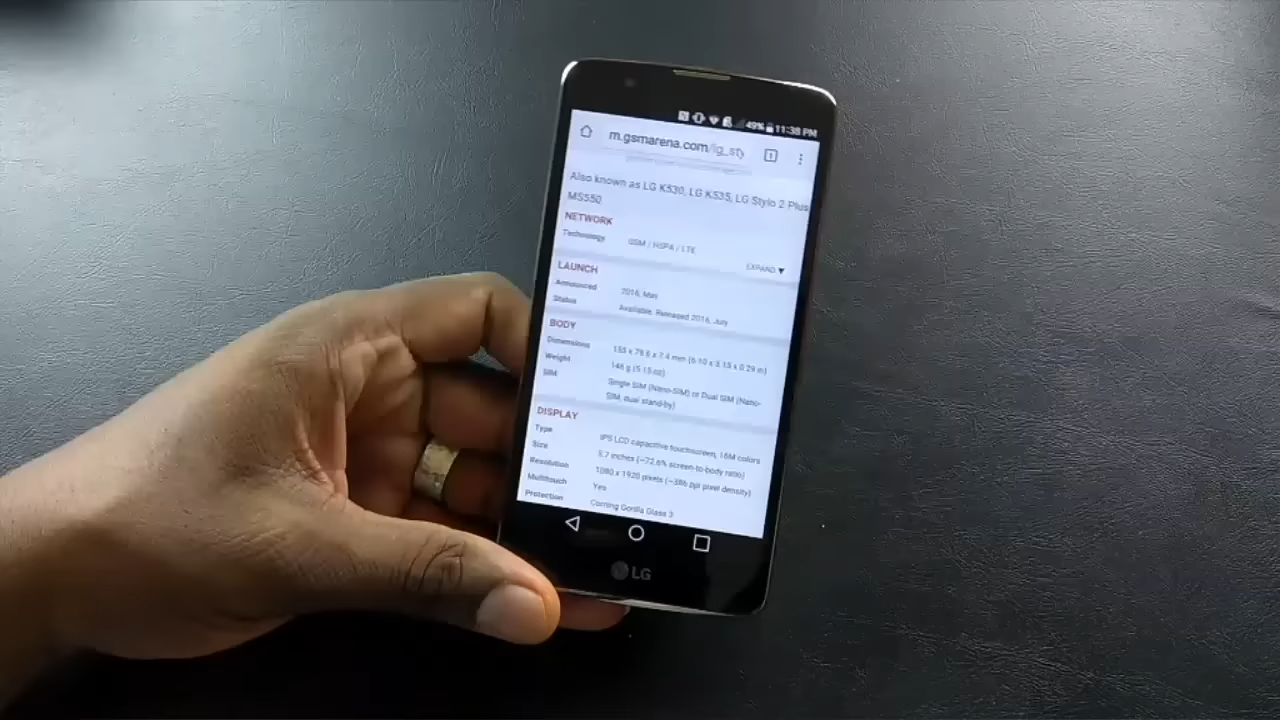 49% 11:38 PM
m.gsmarena.com/lg_sty
Also known as LG K530, LG K535, LG Stylo 2 Plus
MS550
NETWORK
Technology GSM / HSPA / LTE
EXPAND ▼
LAUNCH
Announced 2016, May
Status Available. Released 2016, July
BODY
Dimensions 155 x 79.6 x 7.4 mm (6.10 x 3.13 x 0.29 in)
Weight 146 g (5.15 oz)
SIM Single SIM (Nano-SIM) or Dual SIM (Nano-
SIM, dual stand-by)
DISPLAY
Type IPS LCD capacitive touchscreen, 16M colors
Size 5.7 inches (~72.6% screen-to-body ratio)
Resolution 1080 x 1920 pixels (~386 ppi pixel density)
Multitouch Yes
Protection Corning Gorilla Glass 3
LG